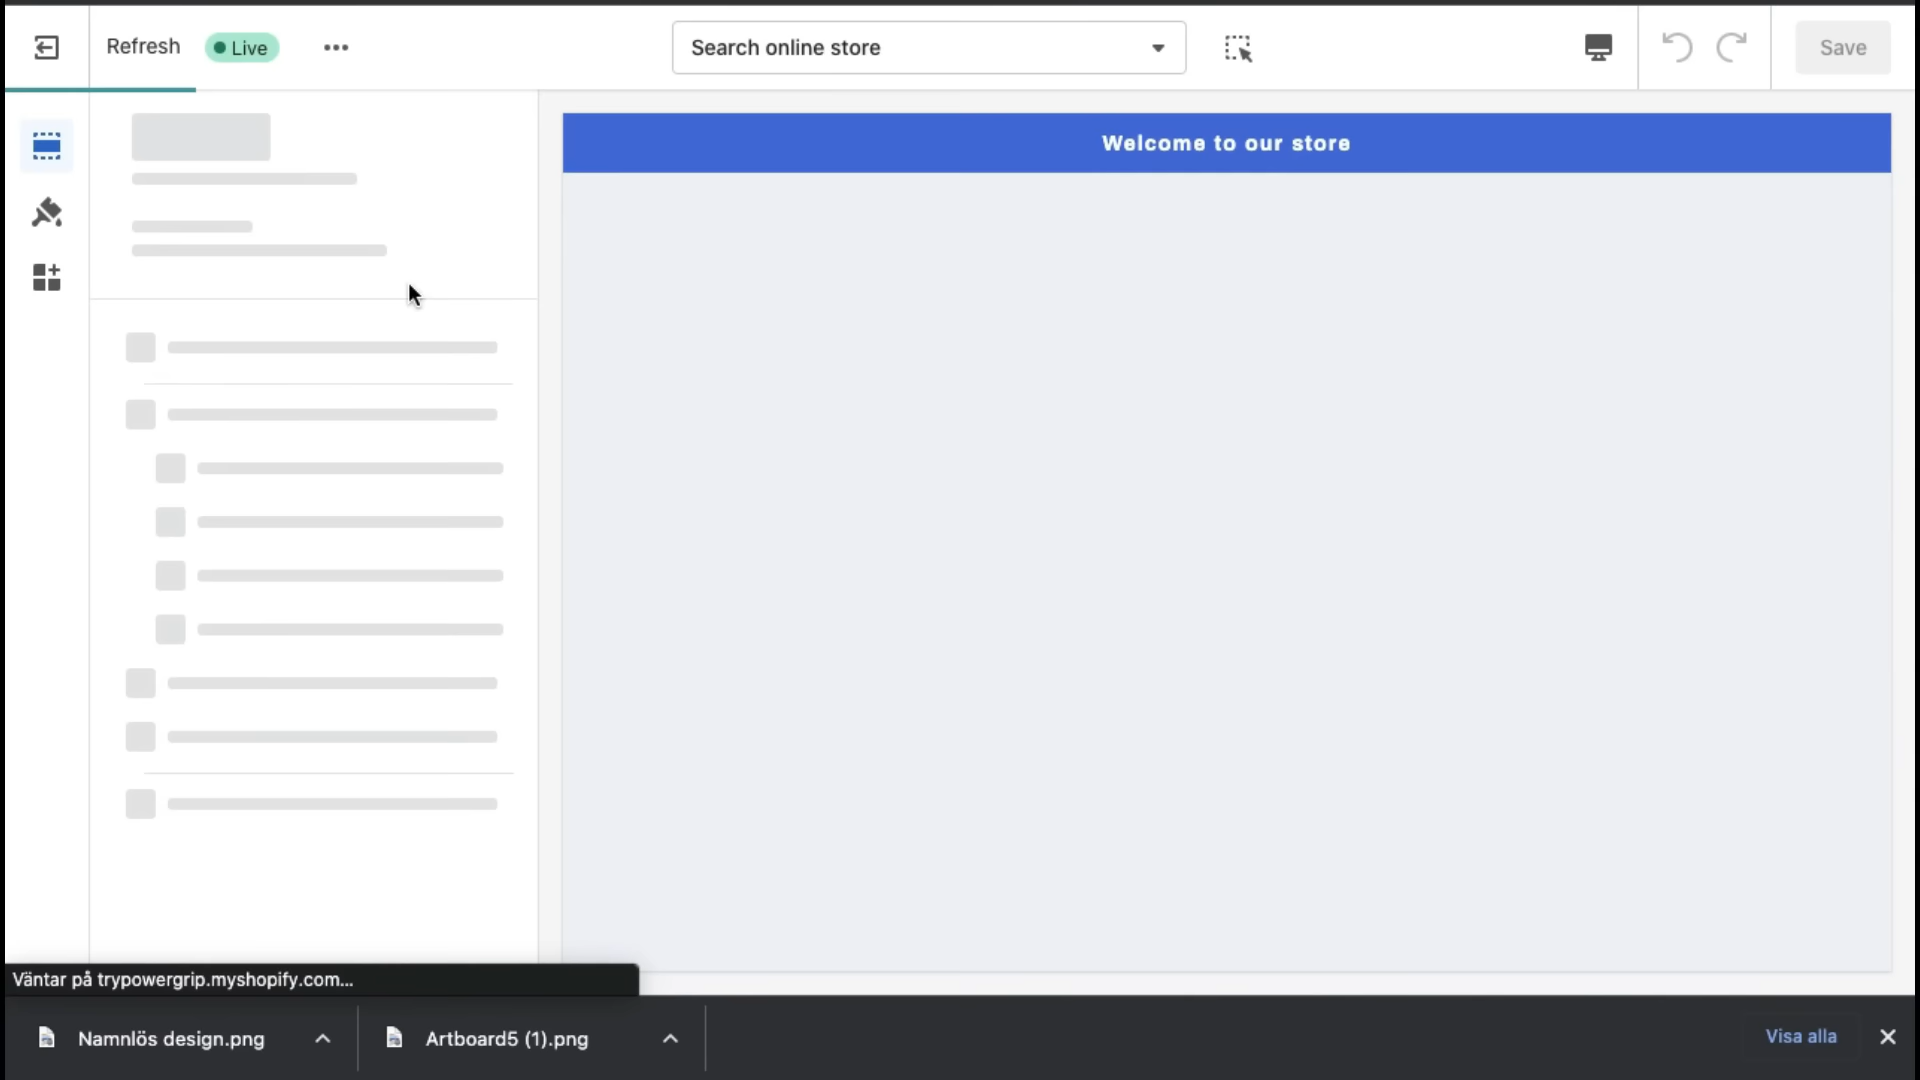 Refresh
Live
Search online store
Save
Welcome to our store
Väntar på trypowergrip.myshopify.com...
Namnlös design.png
Artboard5 (1).png
Visa alla